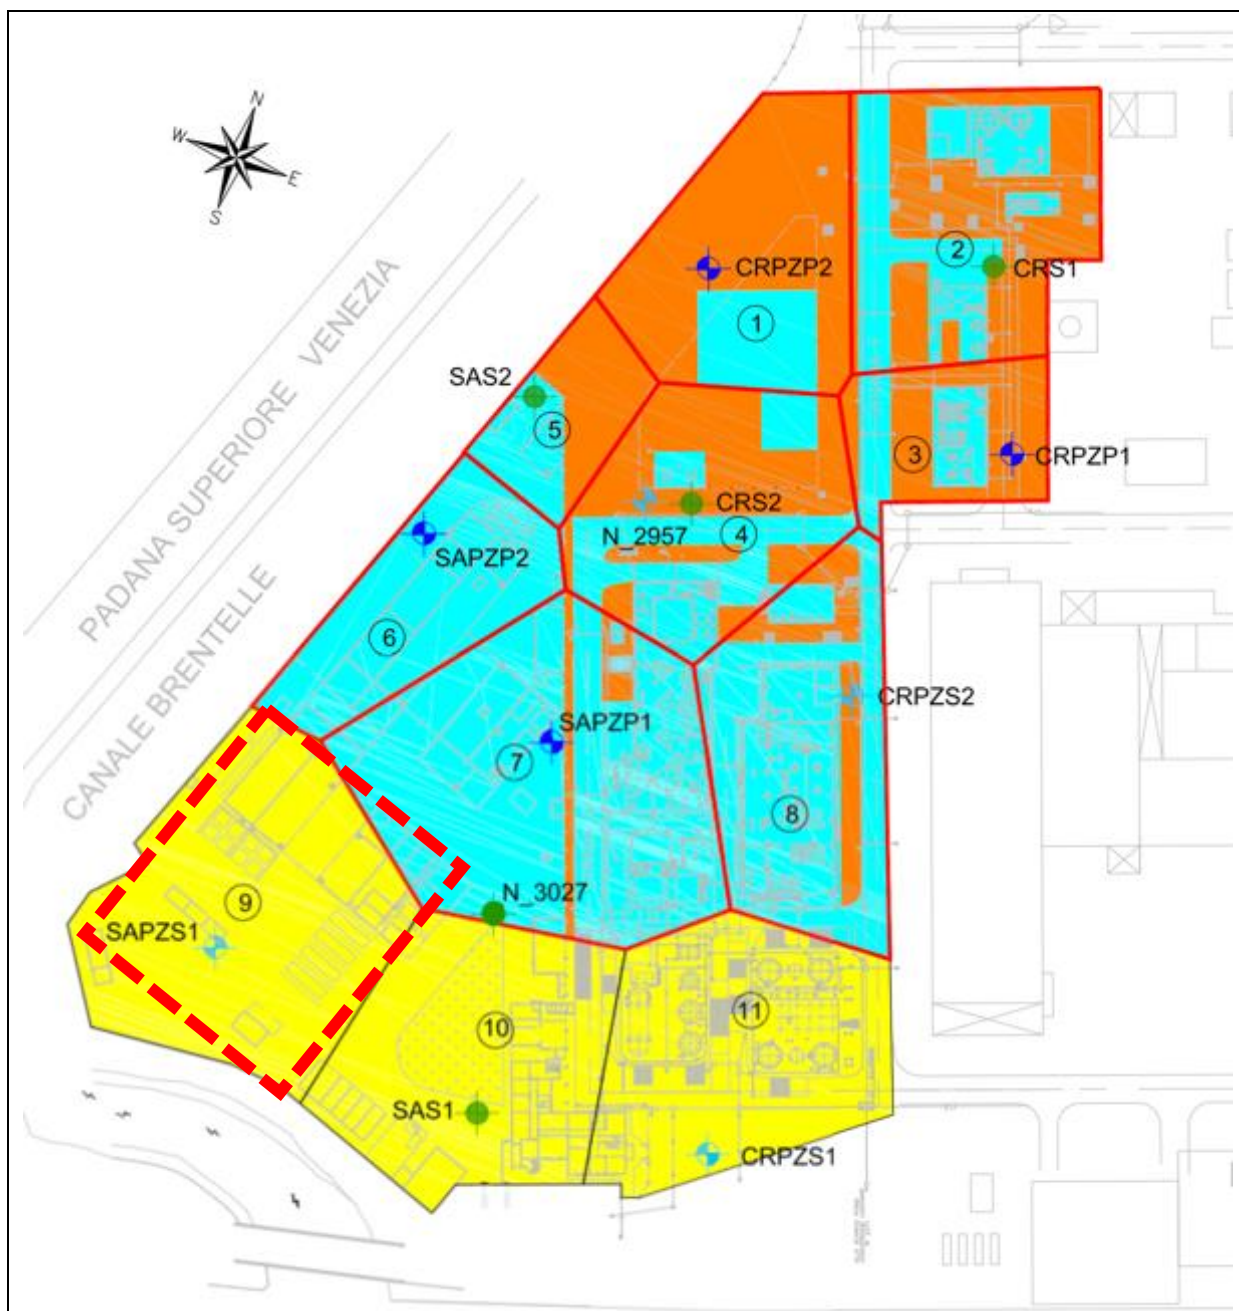 N
W
E
S
PADANA SUPERIORE VENEZIA
CANALE BRENTELLE
CRPZP2
1
2
CRS1
SAS2
5
3
CRPZP1
CRS2
N_2957
4
SAPZP2
6
CRPZS2
SAPZP1
7
8
N_3027
9
SAPZS1
10
11
SAS1
CRPZS1